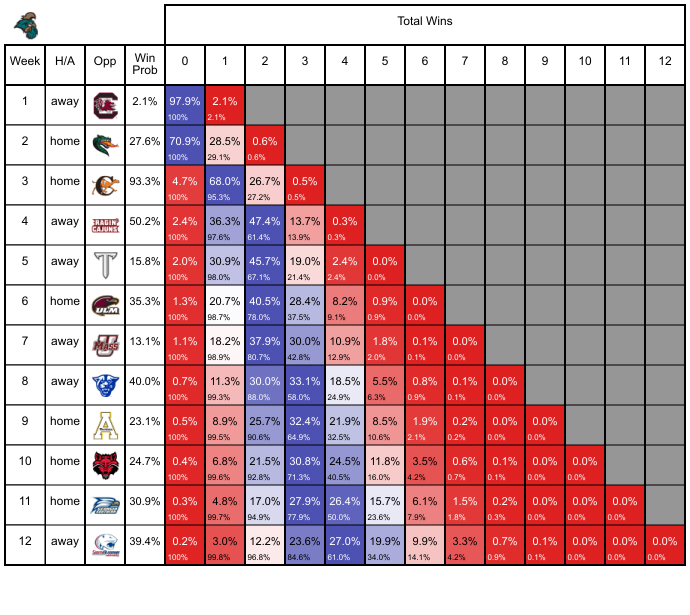 Total Wins
Week H/A Opp Win Prob 0 1 2 3 4 5 6 7 8 9 10 11 12
1 away 2.1% 97.9% 2.1%
100% 2.1%
2 home 27.6% 70.9% 28.5% 0.6%
100% 29.1% 0.6%
3 home C 93.3% 4.7% 68.0% 26.7% 0.5%
100% 95.3% 27.2% 0.5%
4 away RAGIN CAJUNS 50.2% 2.4% 36.3% 47.4% 13.7% 0.3%
100% 97.6% 61.4% 13.9% 0.3%
5 away T 15.8% 2.0% 30.9% 45.7% 19.0% 2.4% 0.0%
100% 98.0% 67.1% 21.4% 2.4% 0.0%
6 home ULM 35.3% 1.3% 20.7% 40.5% 28.4% 8.2% 0.9% 0.0%
100% 98.7% 78.0% 37.5% 9.1% 0.9% 0.0%
7 away U MASS 13.1% 1.1% 18.2% 37.9% 30.0% 10.9% 1.8% 0.1% 0.0%
100% 98.9% 80.7% 42.8% 12.9% 2.0% 0.1% 0.0%
8 away 40.0% 0.7% 11.3% 30.0% 33.1% 18.5% 5.5% 0.8% 0.1% 0.0%
100% 99.3% 88.0% 58.0% 24.9% 6.3% 0.9% 0.1% 0.0%
9 home A 23.1% 0.5% 8.9% 25.7% 32.4% 21.9% 8.5% 1.9% 0.2% 0.0% 0.0%
100% 99.5% 90.6% 64.9% 32.5% 10.6% 2.1% 0.2% 0.0% 0.0%
10 home 24.7% 0.4% 6.8% 21.5% 30.8% 24.5% 11.8% 3.5% 0.6% 0.1% 0.0% 0.0%
100% 99.6% 92.8% 71.3% 40.5% 16.0% 4.2% 0.7% 0.1% 0.0% 0.0%
11 home 30.9% 0.3% 4.8% 17.0% 27.9% 26.4% 15.7% 6.1% 1.5% 0.2% 0.0% 0.0% 0.0%
100% 99.7% 94.9% 77.9% 50.0% 23.6% 7.9% 1.8% 0.3% 0.0% 0.0% 0.0%
12 away 39.4% 0.2% 3.0% 12.2% 23.6% 27.0% 19.9% 9.9% 3.3% 0.7% 0.1% 0.0% 0.0% 0.0%
100% 99.8% 96.8% 84.6% 61.0% 34.0% 14.1% 4.2% 0.9% 0.1% 0.0% 0.0% 0.0%